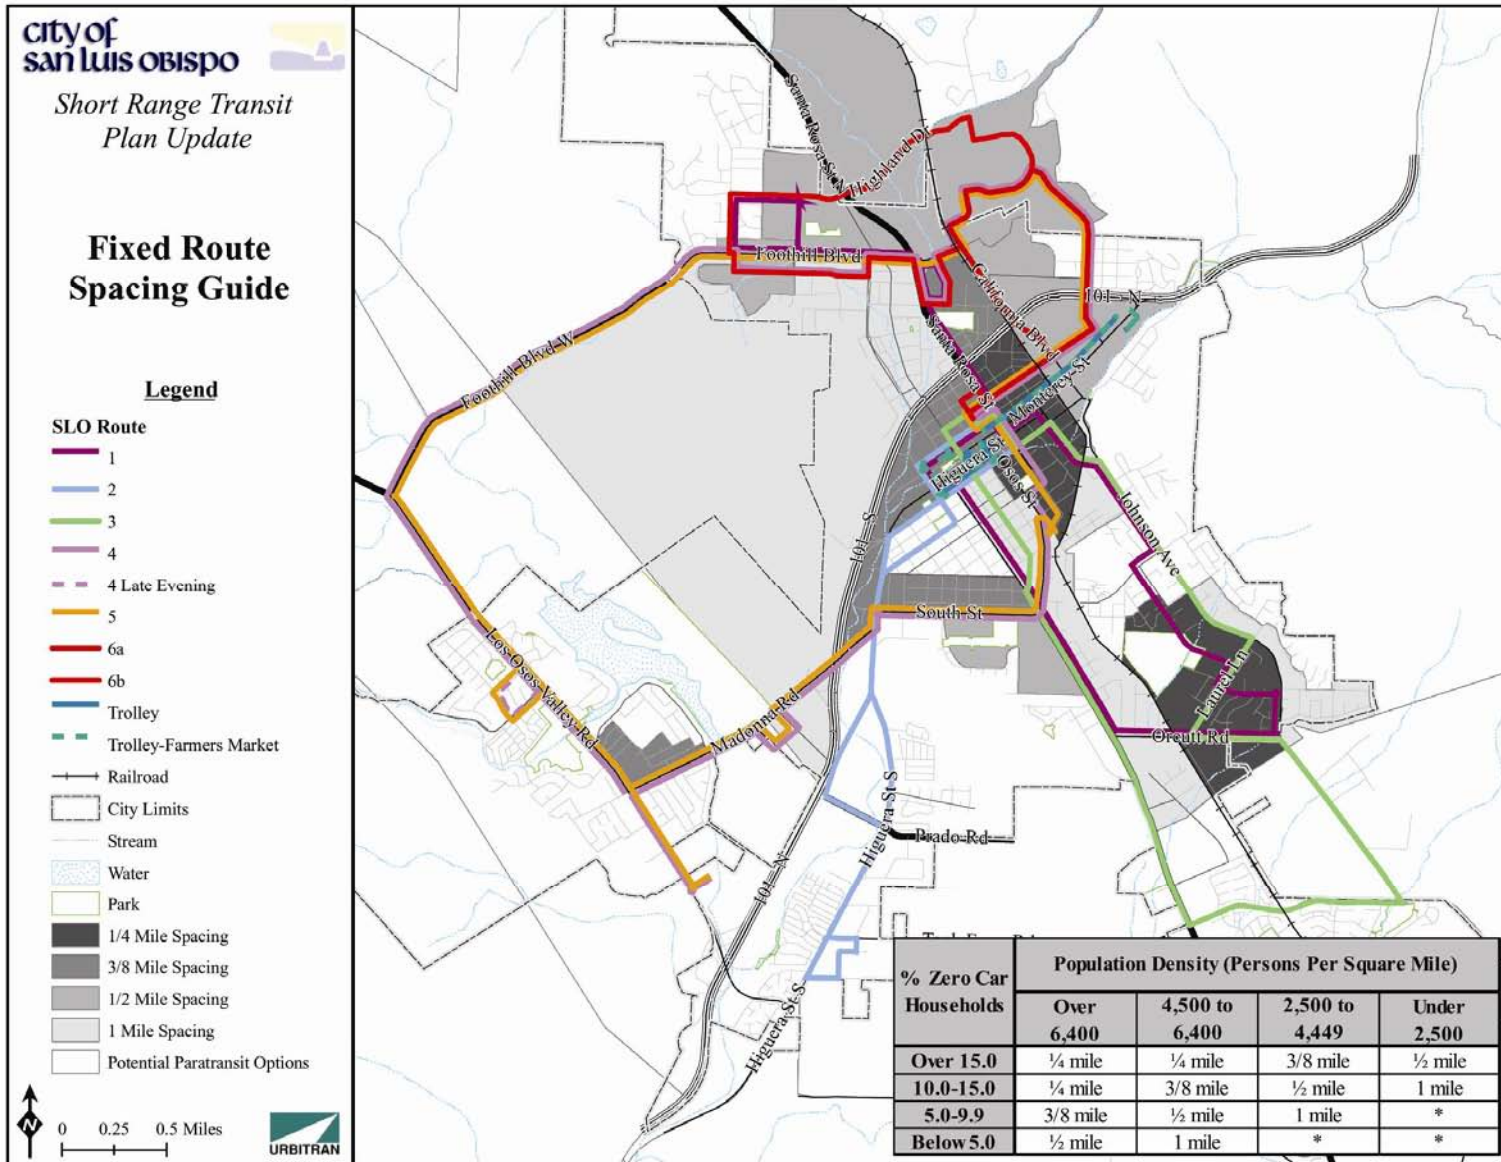 city of
san luis obispo
Short Range Transit
Plan Update
Fixed Route
Spacing Guide
Legend
SLO Route
1
2
3
4
4 Late Evening
5
6a
6b
Trolley
Trolley-Farmers Market
Railroad
City Limits
Stream
Water
Park
1/4 Mile Spacing
3/8 Mile Spacing
1/2 Mile Spacing
1 Mile Spacing
Potential Paratransit Options
N
0 0.25 0.5 Miles
URBITRAN
Santa Rosa St N
Highland Dr
Foothill Blvd
California Blvd
101 N
Foothill Blvd W
Santa Rosa St
Monterey St
Higuera St
Osos St
Johnson Ave
101 S
South St
Los Osos Valley Rd
Madonna Rd
Laurel Ln
Orcutt Rd
Higuera St S
Prado Rd
101 N
Higuera St S
% Zero Car Households
Population Density (Persons Per Square Mile)
Over 6,400
4,500 to 6,400
2,500 to 4,449
Under 2,500
Over 15.0 ¼ mile ¼ mile 3/8 mile ½ mile
10.0-15.0 ¼ mile 3/8 mile ½ mile 1 mile
5.0-9.9 3/8 mile ½ mile 1 mile *
Below 5.0 ½ mile 1 mile * *